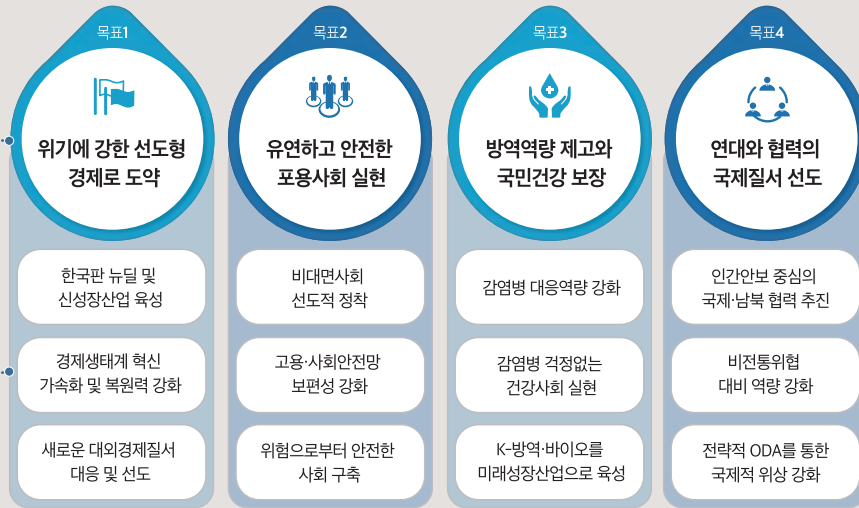 목표1
위기에 강한 선도형
경제로 도약
한국판 뉴딜 및
신성장산업 육성
경제생태계 혁신
가속화 및 복원력 강화
새로운 대외경제질서
대응 및 선도
목표2
유연하고 안전한
포용사회 실현
비대면사회
선도적 정착
고용·사회안전망
보편성 강화
위험으로부터 안전한
사회 구축
목표3
방역역량 제고와
국민건강 보장
감염병 대응역량 강화
감염병 걱정없는
건강사회 실현
K-방역·바이오를
미래성장산업으로 육성
목표4
연대와 협력의
국제질서 선도
인간안보 중심의
국제·남북 협력 추진
비전통위협
대비 역량 강화
전략적 ODA를 통한
국제적 위상 강화